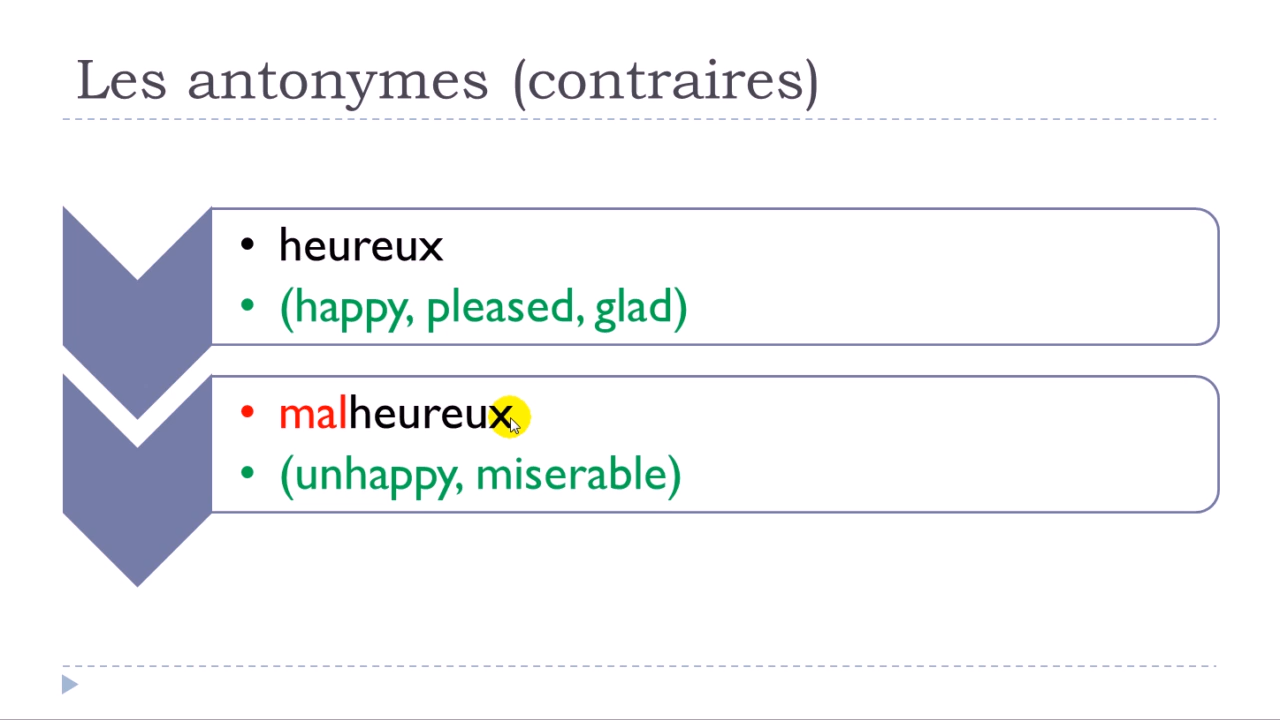 Les antonymes (contraires)
• heureux
• (happy, pleased, glad)
• malheureux
• (unhappy, miserable)